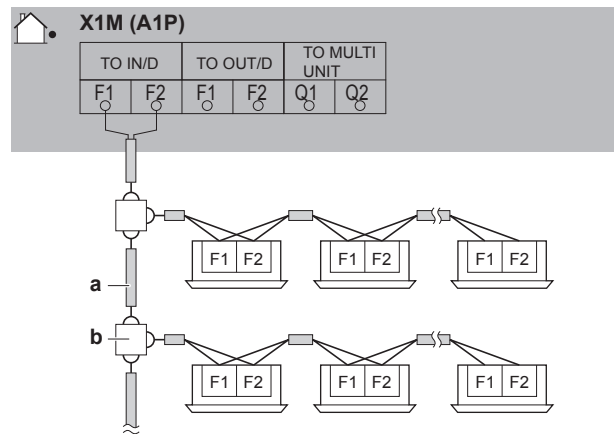 X1M (A1P)
TO IN/D TO OUT/D TO MULTI UNIT
F1 F2 F1 F2 Q1 Q2
F1 F2 F1 F2 F1 F2
a
b
F1 F2 F1 F2 F1 F2